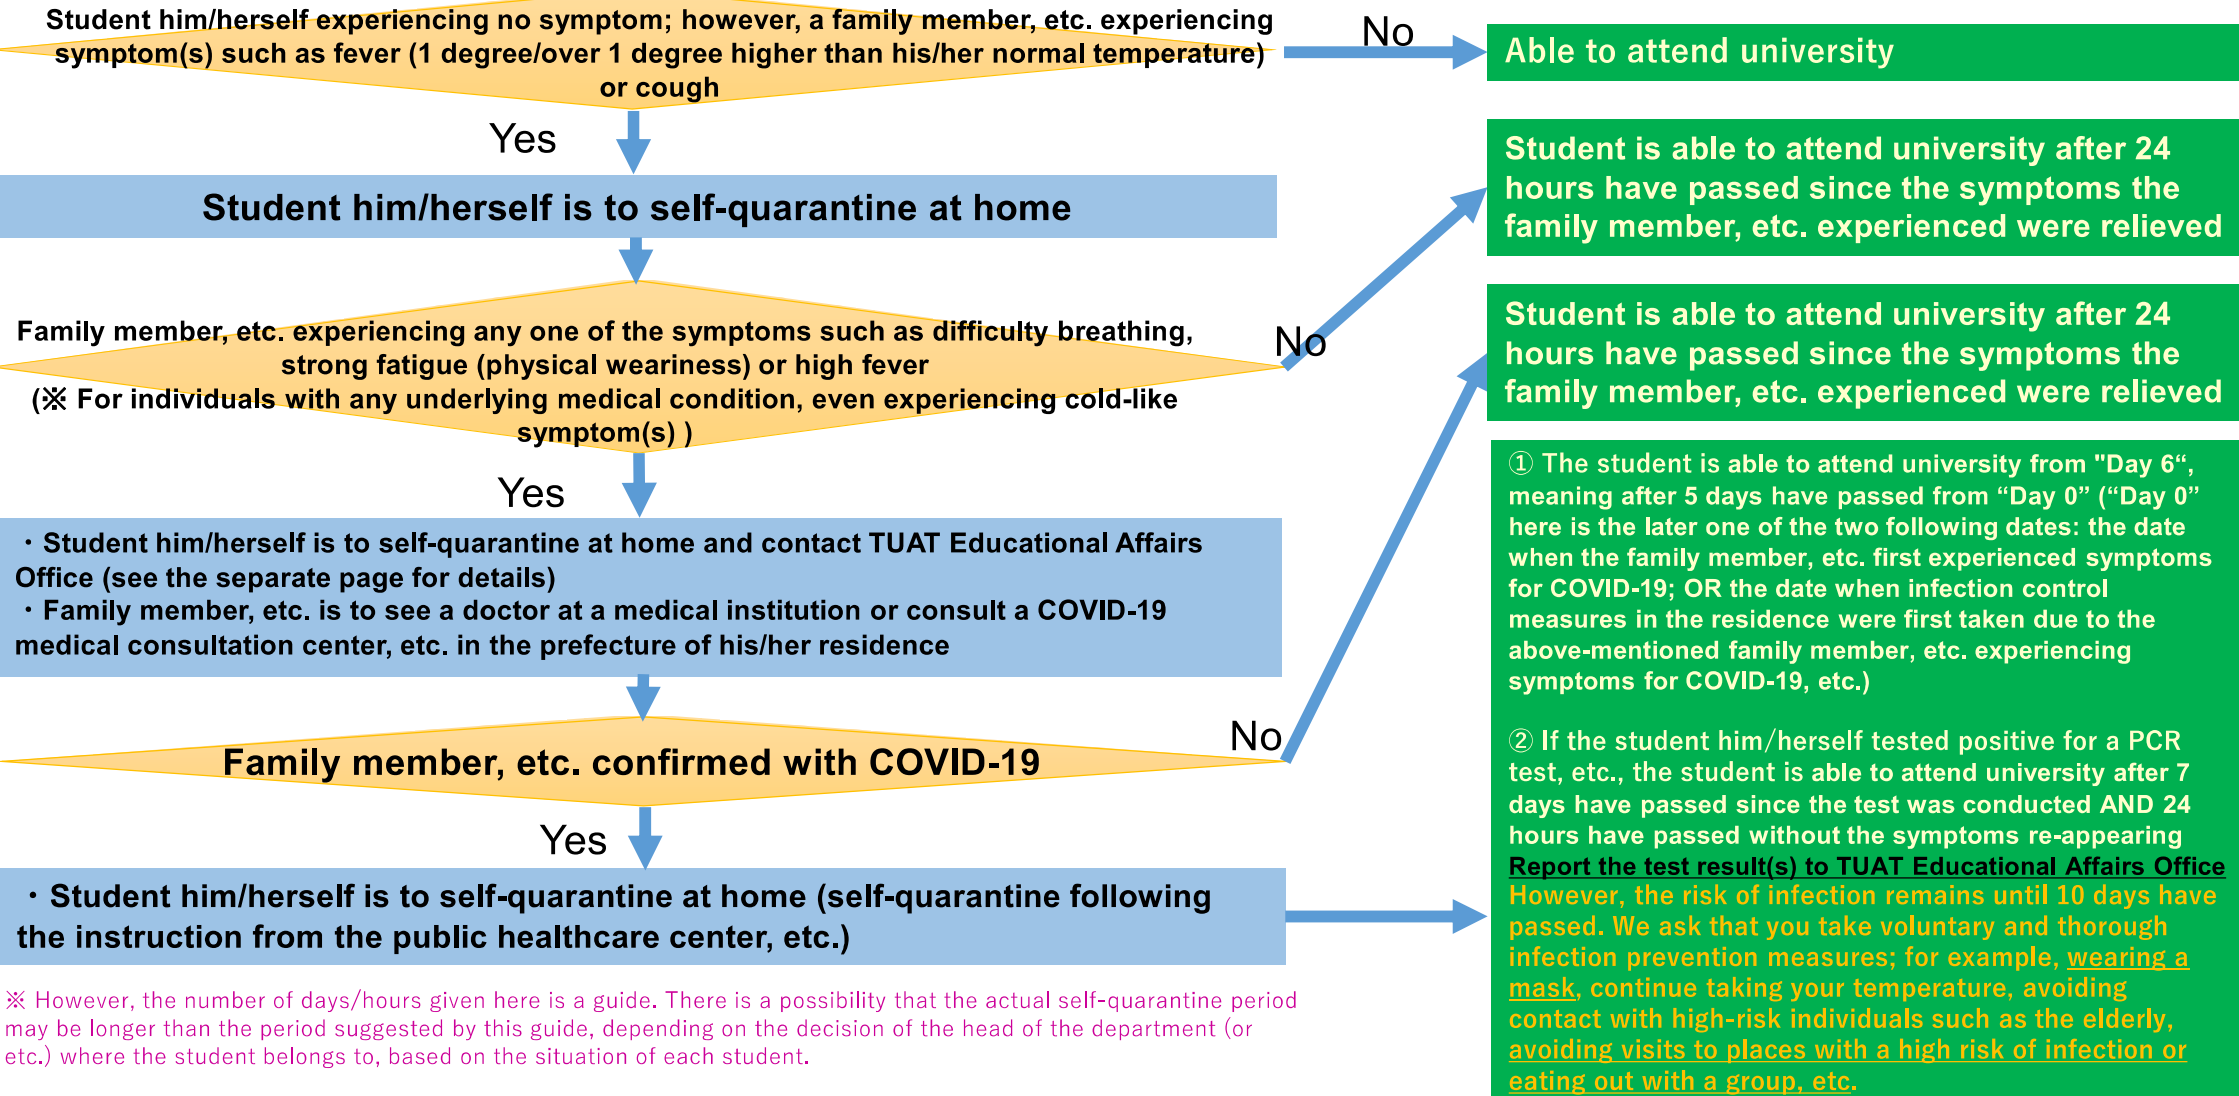 Student him/herself experiencing no symptom; however, a family member, etc. experiencing
symptom(s) such as fever (1 degree/over 1 degree higher than his/her normal temperature)
or cough
No
Able to attend university
Yes
Student him/herself is to self-quarantine at home
Student is able to attend university after 24
hours have passed since the symptoms the
family member, etc. experienced were relieved
Family member, etc. experiencing any one of the symptoms such as difficulty breathing,
strong fatigue (physical weariness) or high fever
(※ For individuals with any underlying medical condition, even experiencing cold-like
symptom(s) )
No
Student is able to attend university after 24
hours have passed since the symptoms the
family member, etc. experienced were relieved
Yes
・Student him/herself is to self-quarantine at home and contact TUAT Educational Affairs
Office (see the separate page for details)
・Family member, etc. is to see a doctor at a medical institution or consult a COVID-19
medical consultation center, etc. in the prefecture of his/her residence
Family member, etc. confirmed with COVID-19
No
Yes
・Student him/herself is to self-quarantine at home (self-quarantine following
the instruction from the public healthcare center, etc.)
① The student is able to attend university from "Day 6“,
meaning after 5 days have passed from “Day 0” (“Day 0”
here is the later one of the two following dates: the date
when the family member, etc. first experienced symptoms
for COVID-19; OR the date when infection control
measures in the residence were first taken due to the
above-mentioned family member, etc. experiencing
symptoms for COVID-19, etc.)
② If the student him/herself tested positive for a PCR
test, etc., the student is able to attend university after 7
days have passed since the test was conducted AND 24
hours have passed without the symptoms re-appearing
Report the test result(s) to TUAT Educational Affairs Office
However, the risk of infection remains until 10 days have
passed. We ask that you take voluntary and thorough
infection prevention measures; for example, wearing a
mask, continue taking your temperature, avoiding
contact with high-risk individuals such as the elderly,
avoiding visits to places with a high risk of infection or
eating out with a group, etc.
※ However, the number of days/hours given here is a guide. There is a possibility that the actual self-quarantine period
may be longer than the period suggested by this guide, depending on the decision of the head of the department (or
etc.) where the student belongs to, based on the situation of each student.